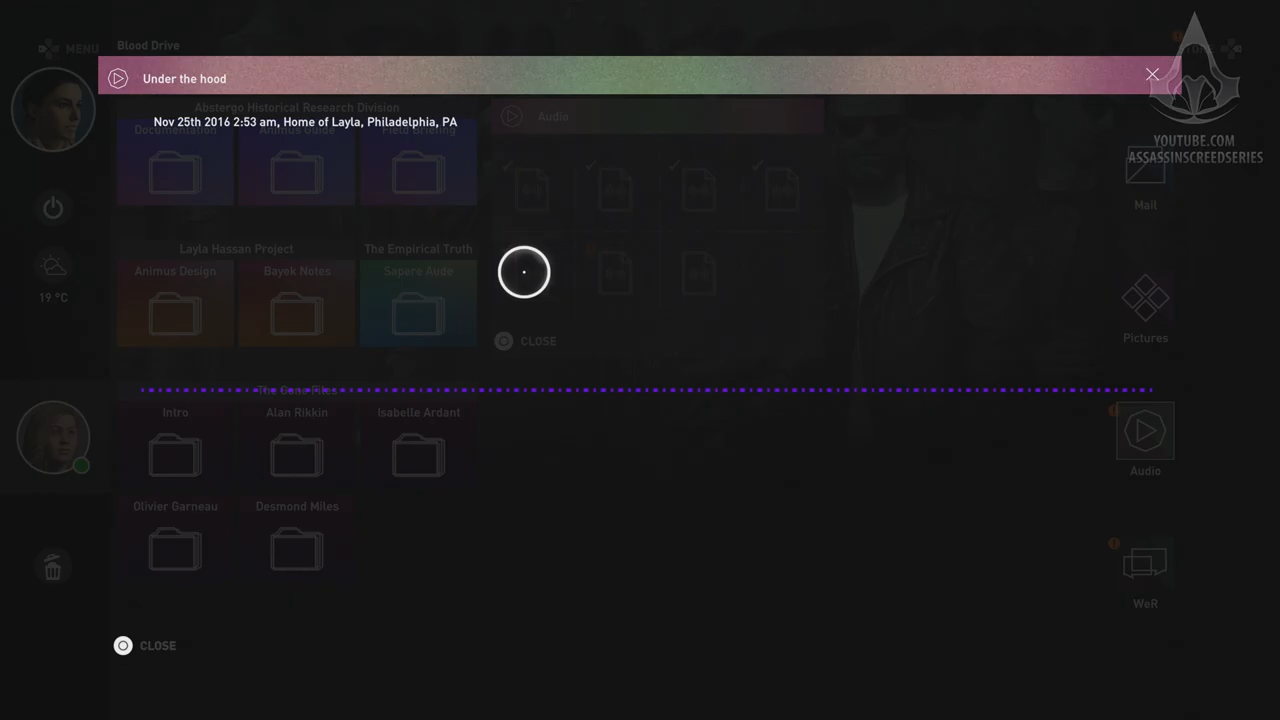 MENU
Blood Drive
Under the hood
Abstergo Historical Research Division
Nov 25th 2016 2:53 am, Home of Layla, Philadelphia, PA
Documentation
Animus Guide
Field Briefing
Audio
YOUTUBE.COM
ASSASSINSCREEDSERIES
Mail
Layla Hassan Project
The Empirical Truth
Animus Design
Bayek Notes
Sapere Aude
19 °C
CLOSE
Pictures
Intro
Alan Rikkin
Isabelle Ardant
Audio
Olivier Garneau
Desmond Miles
WeR
CLOSE